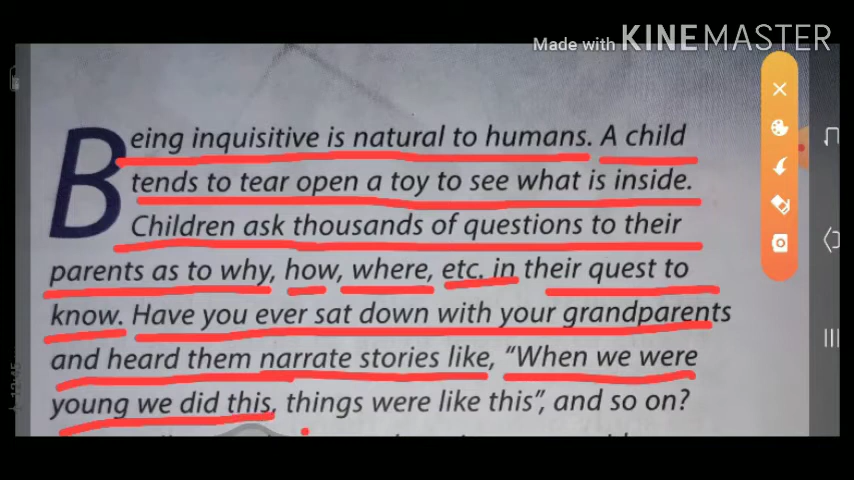 Made with KINEMASTER
Being inquisitive is natural to humans. A child
tends to tear open a toy to see what is inside.
Children ask thousands of questions to their
parents as to why, how, where, etc. in their quest to
know. Have you ever sat down with your grandparents
and heard them narrate stories like, “When we were
young we did this, things were like this”, and so on?